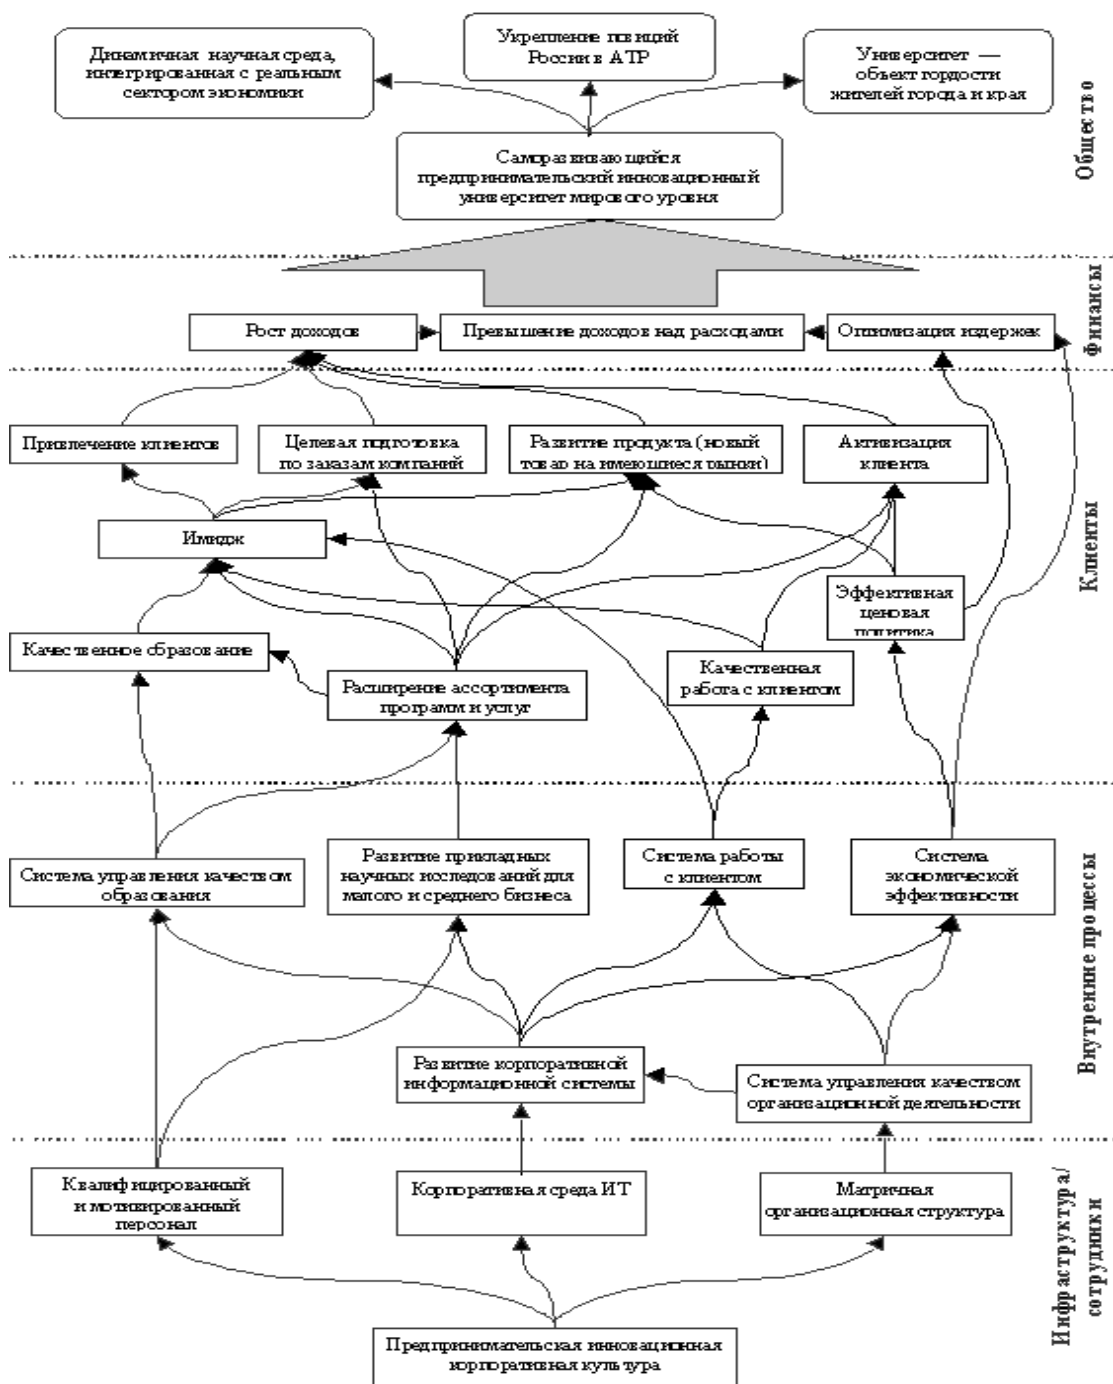 Динамичная научная среда,
интегрированная с реальным
сектором экономики
Укрепление позиций
России в АТР
Университет —
объект гордости
жителей города и края
Саморазвивающийся
предпринимательский инновационный
университет мирового уровня
Общество
Рост доходов
Превышение доходов над расходами
Оптимизация издержек
Финансы
Привлечение клиентов
Целевая подготовка
по заказам компаний
Развитие продукта (новый
товар на имеющиеся рынки)
Активизация
клиента
Имидж
Эффективная
ценовая
политика
Качественное образование
Расширение ассортимента
программ и услуг
Качественная
работа с клиентом
Клиенты
Система управления качеством
образования
Развитие прикладных
научных исследований для
малого и среднего бизнеса
Система работы
с клиентом
Система
экономической
эффективности
Развитие корпоративной
информационной системы
Система управления качеством
организационной деятельности
Внутренние процессы
Квалифицированный
и мотивированный
персонал
Корпоративная среда ИТ
Матричная
организационная структура
Предпринимательская инновационная
корпоративная культура
Инфраструктура/
сотрудники